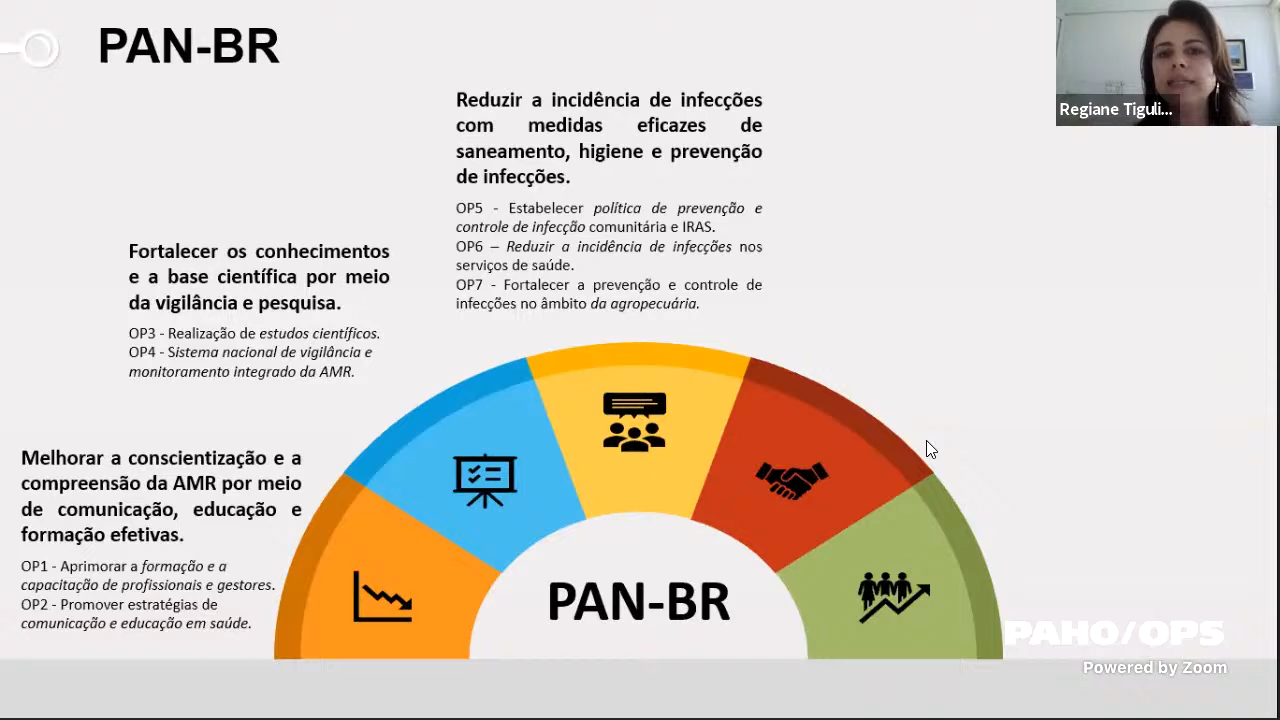 PAN-BR
Regiane Tiguli...
Reduzir a incidência de infecções
com medidas eficazes de
saneamento, higiene e prevenção
de infecções.
OP5 - Estabelecer política de prevenção e
controle de infecção comunitária e IRAS.
OP6 – Reduzir a incidência de infecções nos
serviços de saúde.
OP7 - Fortalecer a prevenção e controle de
infecções no âmbito da agropecuária.
Fortalecer os conhecimentos
e a base científica por meio
da vigilância e pesquisa.
OP3 - Realização de estudos científicos.
OP4 - Sistema nacional de vigilância e
monitoramento integrado da AMR.
Melhorar a conscientização e a
compreensão da AMR por meio
de comunicação, educação e
formação efetivas.
OP1 - Aprimorar a formação e a
capacitação de profissionais e gestores.
OP2 - Promover estratégias de
comunicação e educação em saúde.
PAN-BR
PAHO/OPS
Powered by Zoom